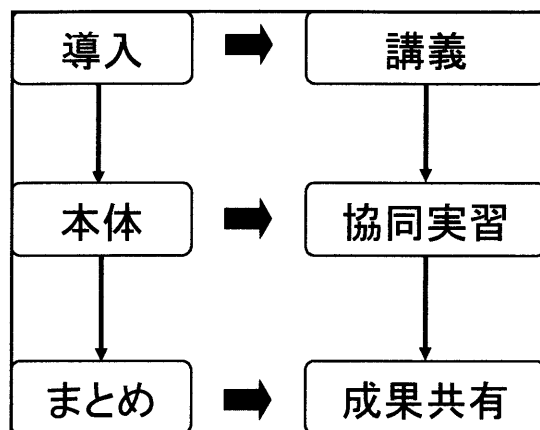 導入
講義
本体
協同実習
まとめ
成果共有